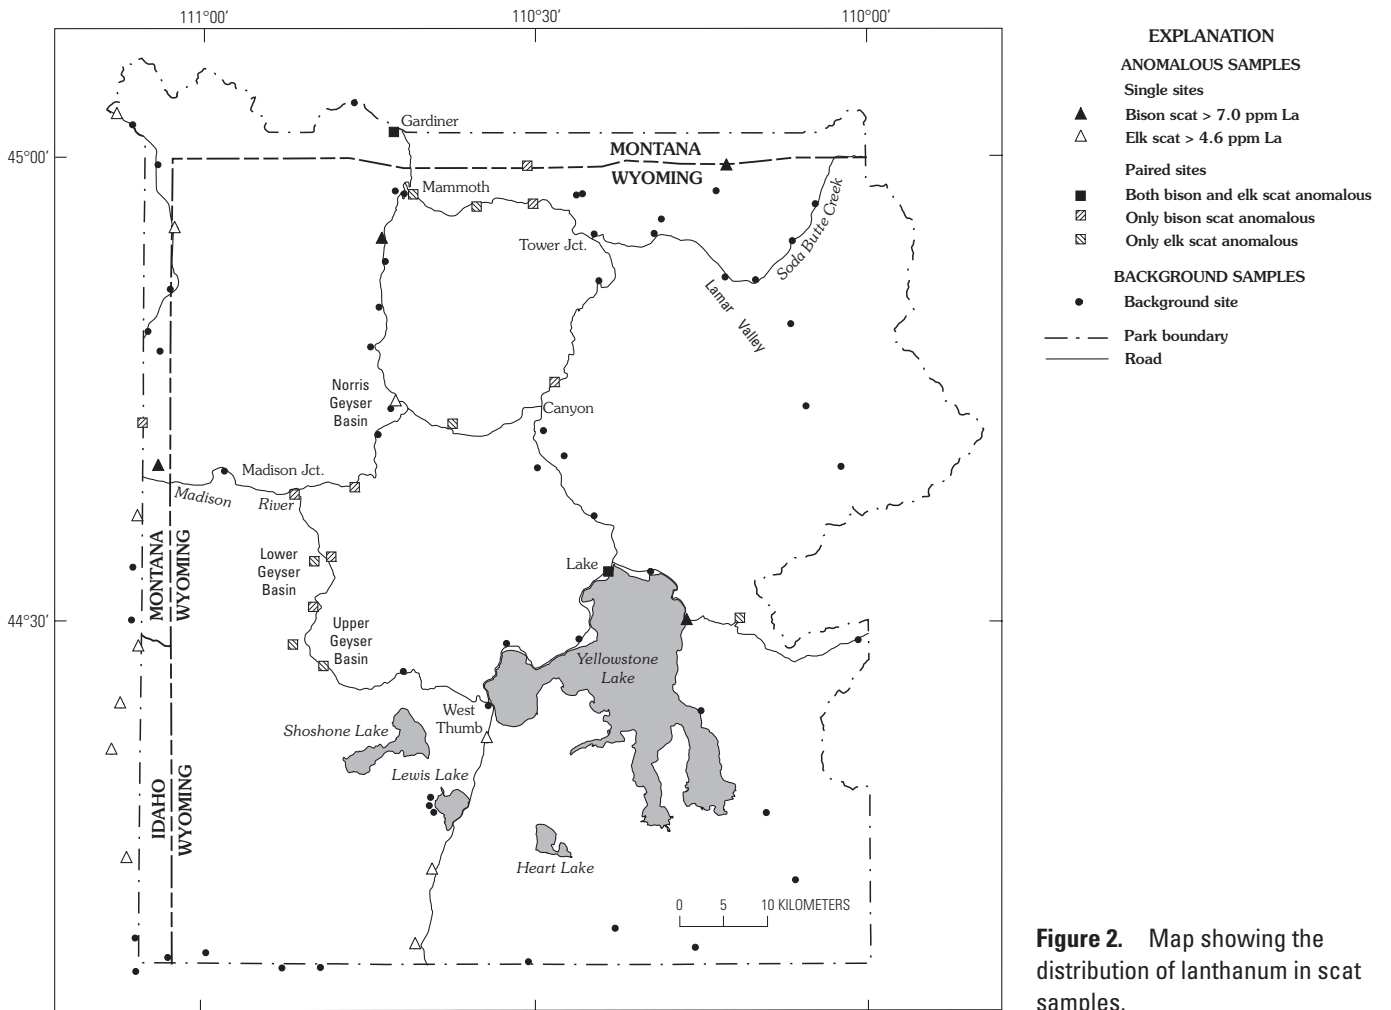 111°00'
110°30'
110°00'
45°00'
44°30'
Gardiner
MONTANA
WYOMING
Mammoth
Tower Jct.
Soda Butte Creek
Lamar Valley
Norris
Geyser
Basin
Canyon
Madison Jct.
Madison River
Lower
Geyser
Basin
MONTANA
WYOMING
Upper
Geyser
Basin
Lake
Yellowstone
Lake
West
Thumb
Shoshone Lake
Lewis Lake
IDAHO
WYOMING
Heart Lake
0 5 10 KILOMETERS
EXPLANATION
ANOMALOUS SAMPLES
Single sites
Bison scat > 7.0 ppm La
Elk scat > 4.6 ppm La
Paired sites
Both bison and elk scat anomalous
Only bison scat anomalous
Only elk scat anomalous
BACKGROUND SAMPLES
Background site
Park boundary
Road
Figure 2. Map showing the
distribution of lanthanum in scat
samples.